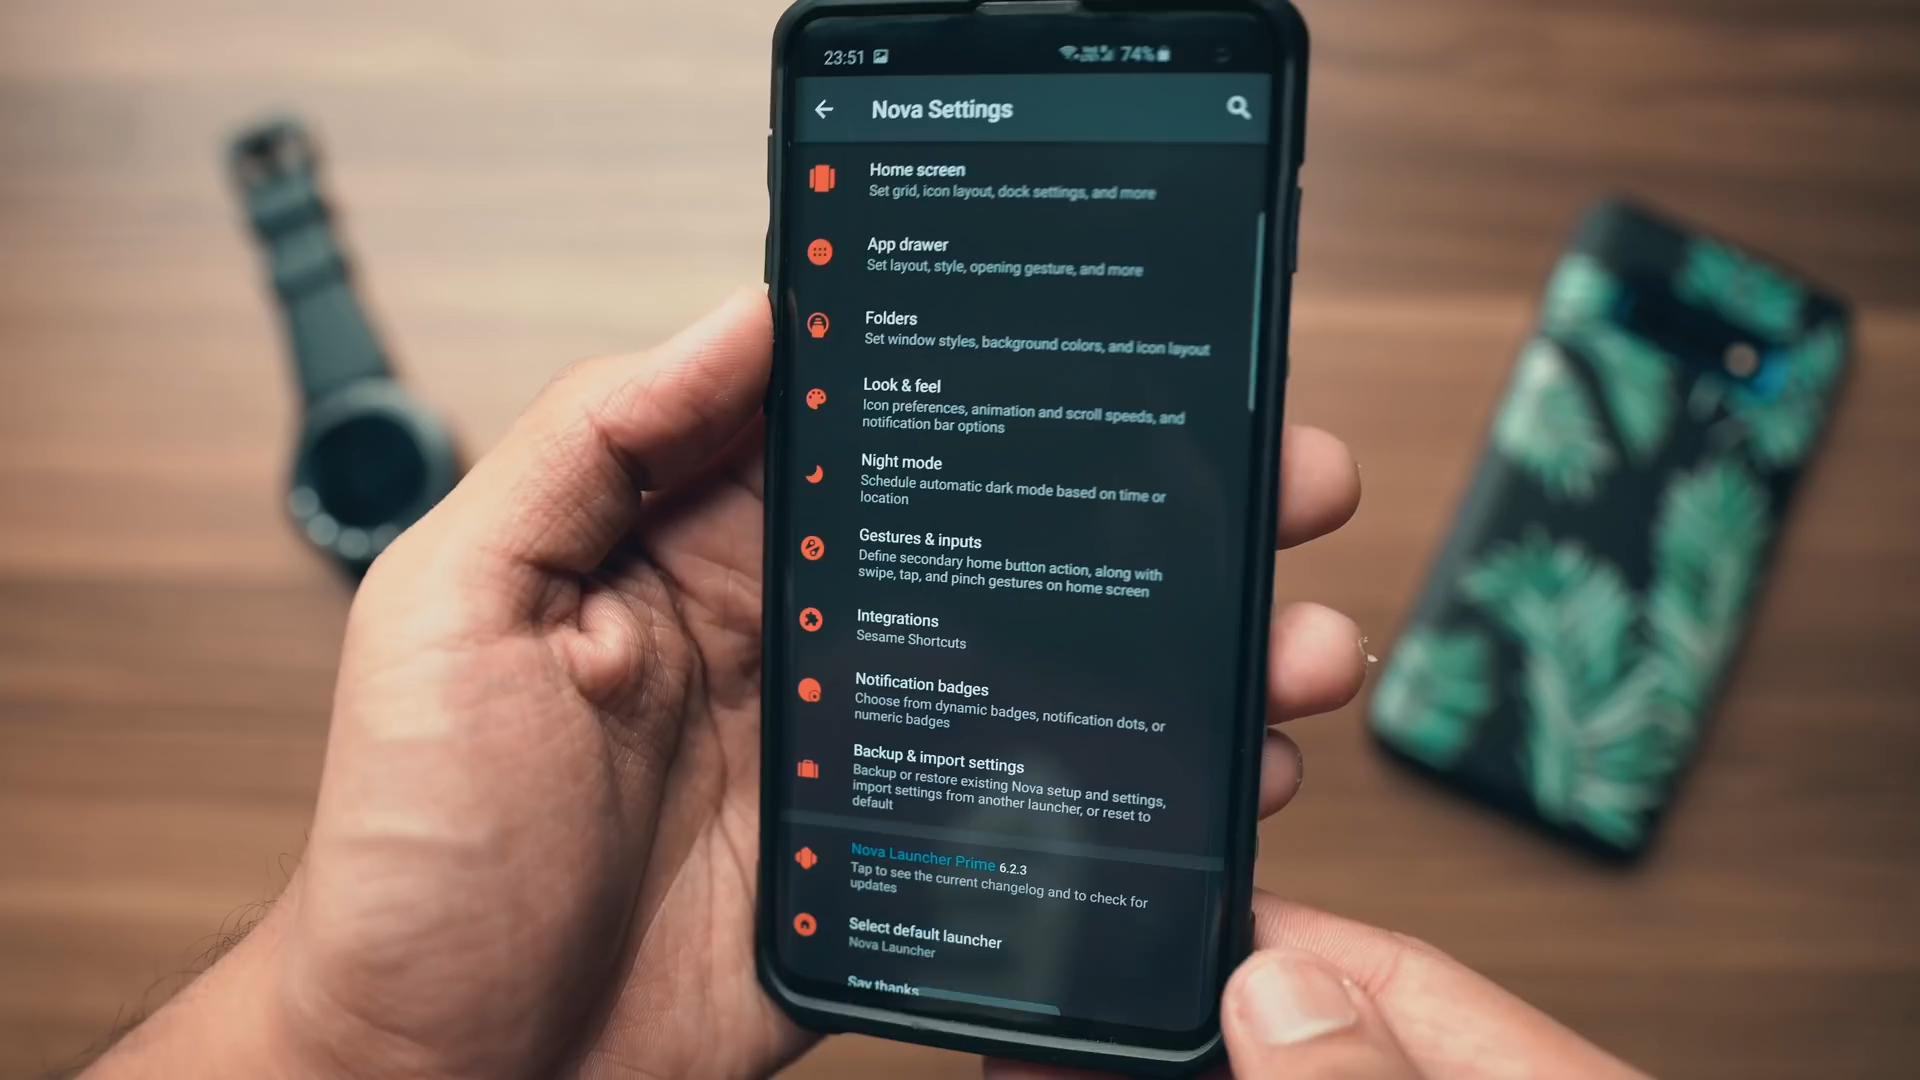 23:51 74%
Nova Settings
Home screen
Set grid, icon layout, dock settings, and more
App drawer
Set layout, style, opening gesture, and more
Folders
Set window styles, background colors, and icon layout
Look & feel
Icon preferences, animation and scroll speeds, and
notification bar options
Night mode
Schedule automatic dark mode based on time or
location
Gestures & inputs
Define secondary home button action, along with
swipe, tap, and pinch gestures on home screen
Integrations
Sesame Shortcuts
Notification badges
Choose from dynamic badges, notification dots, or
numeric badges
Backup & import settings
Backup or restore existing Nova setup and settings,
import settings from another launcher, or reset to
default
Nova Launcher Prime 6.2.3
Tap to see the current changelog and to check for
updates
Select default launcher
Nova Launcher
Say thanks